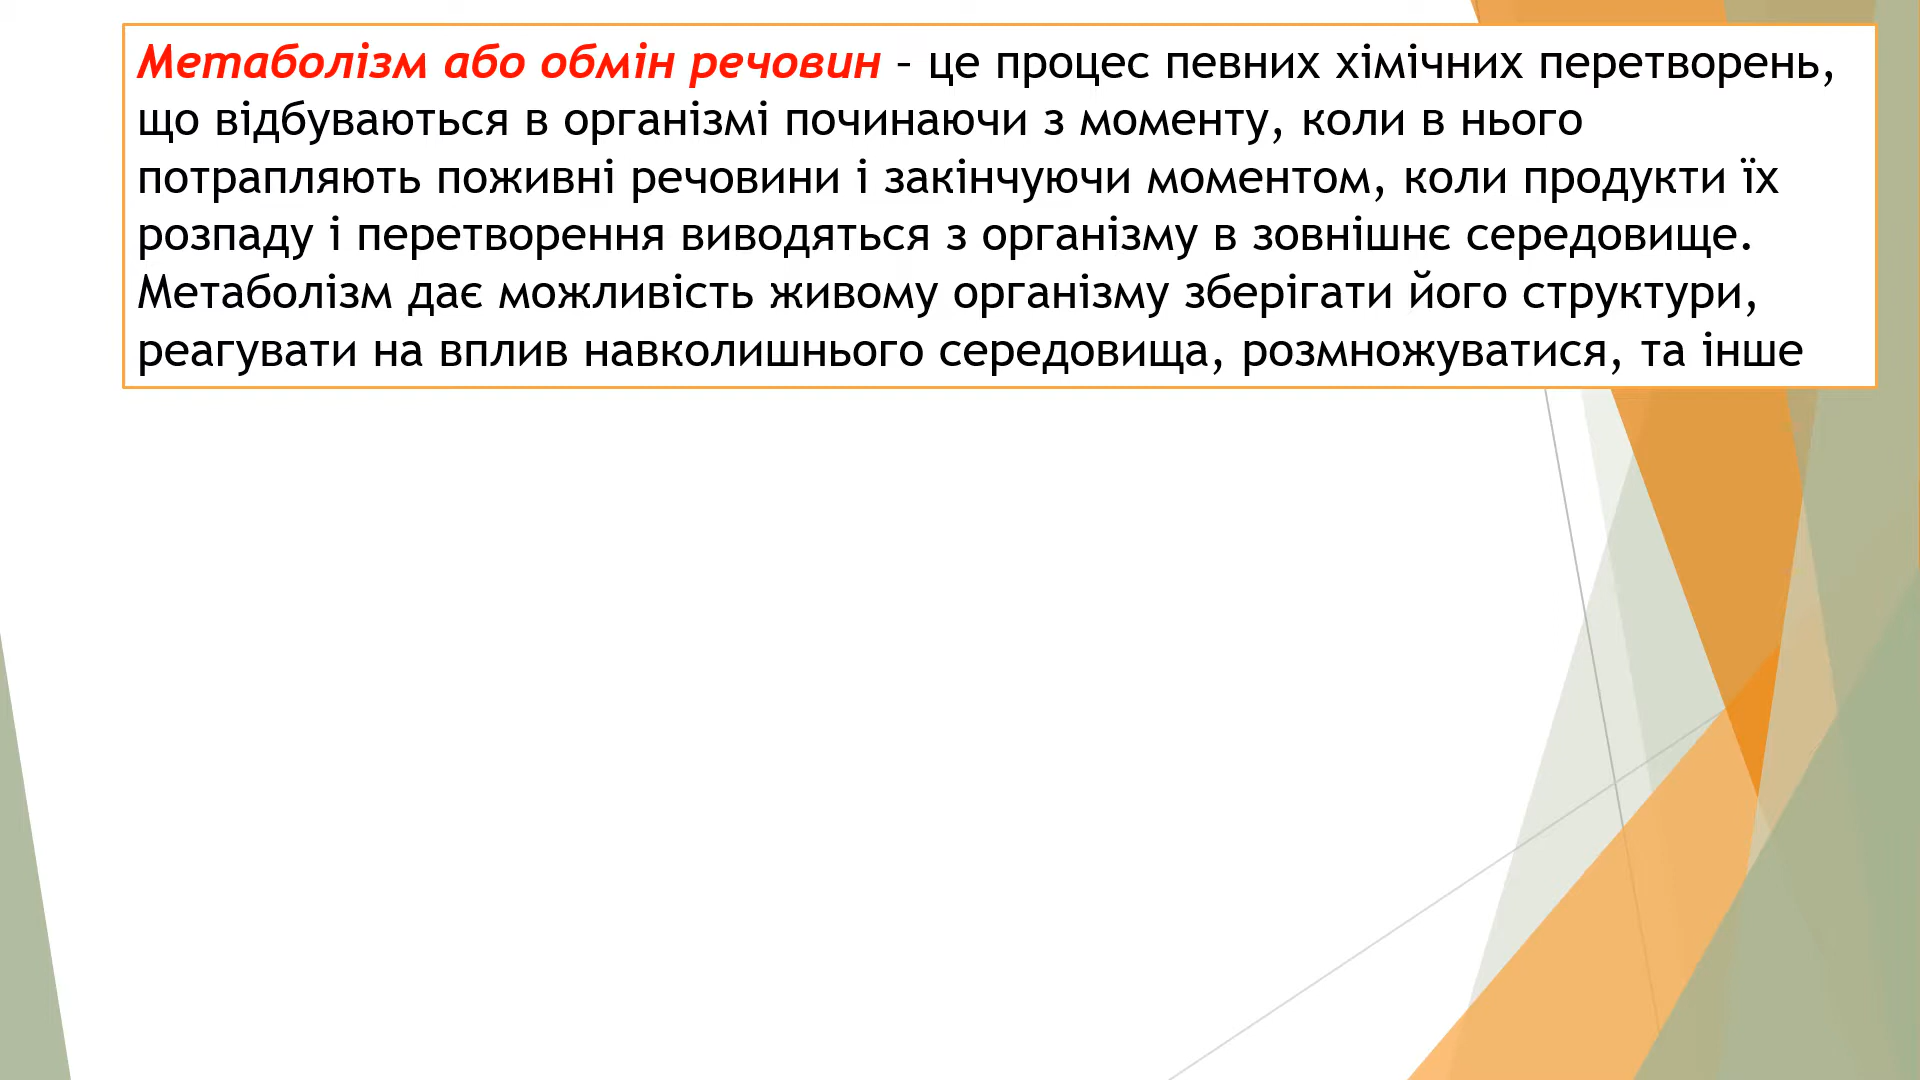 Метаболізм або обмін речовин – це процес певних хімічних перетворень,
що відбуваються в організмі починаючи з моменту, коли в нього
потрапляють поживні речовини і закінчуючи моментом, коли продукти їх
розпаду і перетворення виводяться з організму в зовнішнє середовище.
Метаболізм дає можливість живому організму зберігати його структури,
реагувати на вплив навколишнього середовища, розмножуватися, та інше